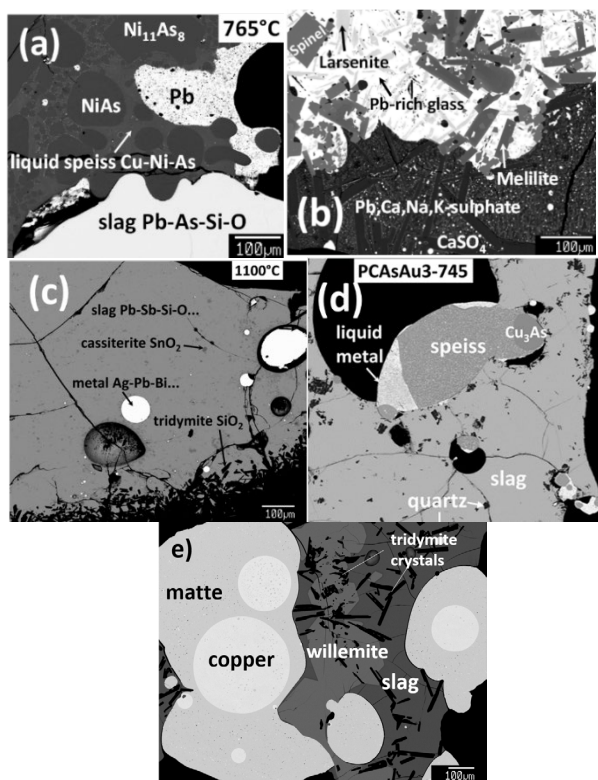 (a)
Ni₁₁As₈
765°C
NiAs
Pb
liquid speiss Cu-Ni-As
slag Pb-As-Si-O
100μm
Spinel
Larsenite
Pb-rich glass
Melilite
(b)
Pb,Ca,Na,K-sulphate
CaSO₄
100μm
(c)
1100°C
slag Pb-Sb-Si-O...
cassiterite SnO₂
metal Ag-Pb-Bi...
tridymite SiO₂
100μm
PCAsAu3-745
(d)
liquid
metal
speiss
Cu₃As
slag
quartz
100μm
e)
tridymite
crystals
matte
copper
willemite
slag
100μm